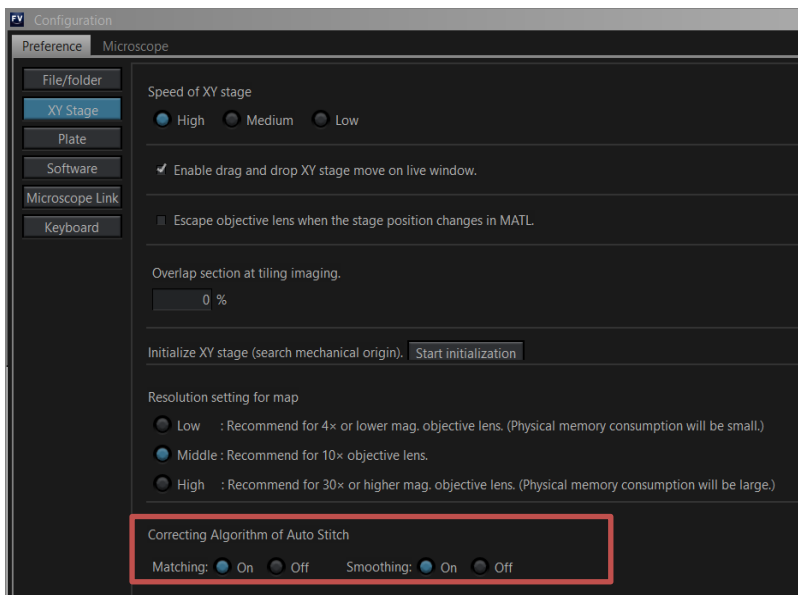 FV Configuration
Preference Microscope
File/folder
XY Stage
Plate
Software
Microscope Link
Keyboard
Speed of XY stage
High Medium Low
Enable drag and drop XY stage move on live window.
Escape objective lens when the stage position changes in MATL.
Overlap section at tiling imaging.
0 %
Initialize XY stage (search mechanical origin). Start initialization
Resolution setting for map
Low : Recommend for 4× or lower mag. objective lens. (Physical memory consumption will be small.)
Middle : Recommend for 10× objective lens.
High : Recommend for 30× or higher mag. objective lens. (Physical memory consumption will be large.)
Correcting Algorithm of Auto Stitch
Matching: On Off Smoothing: On Off